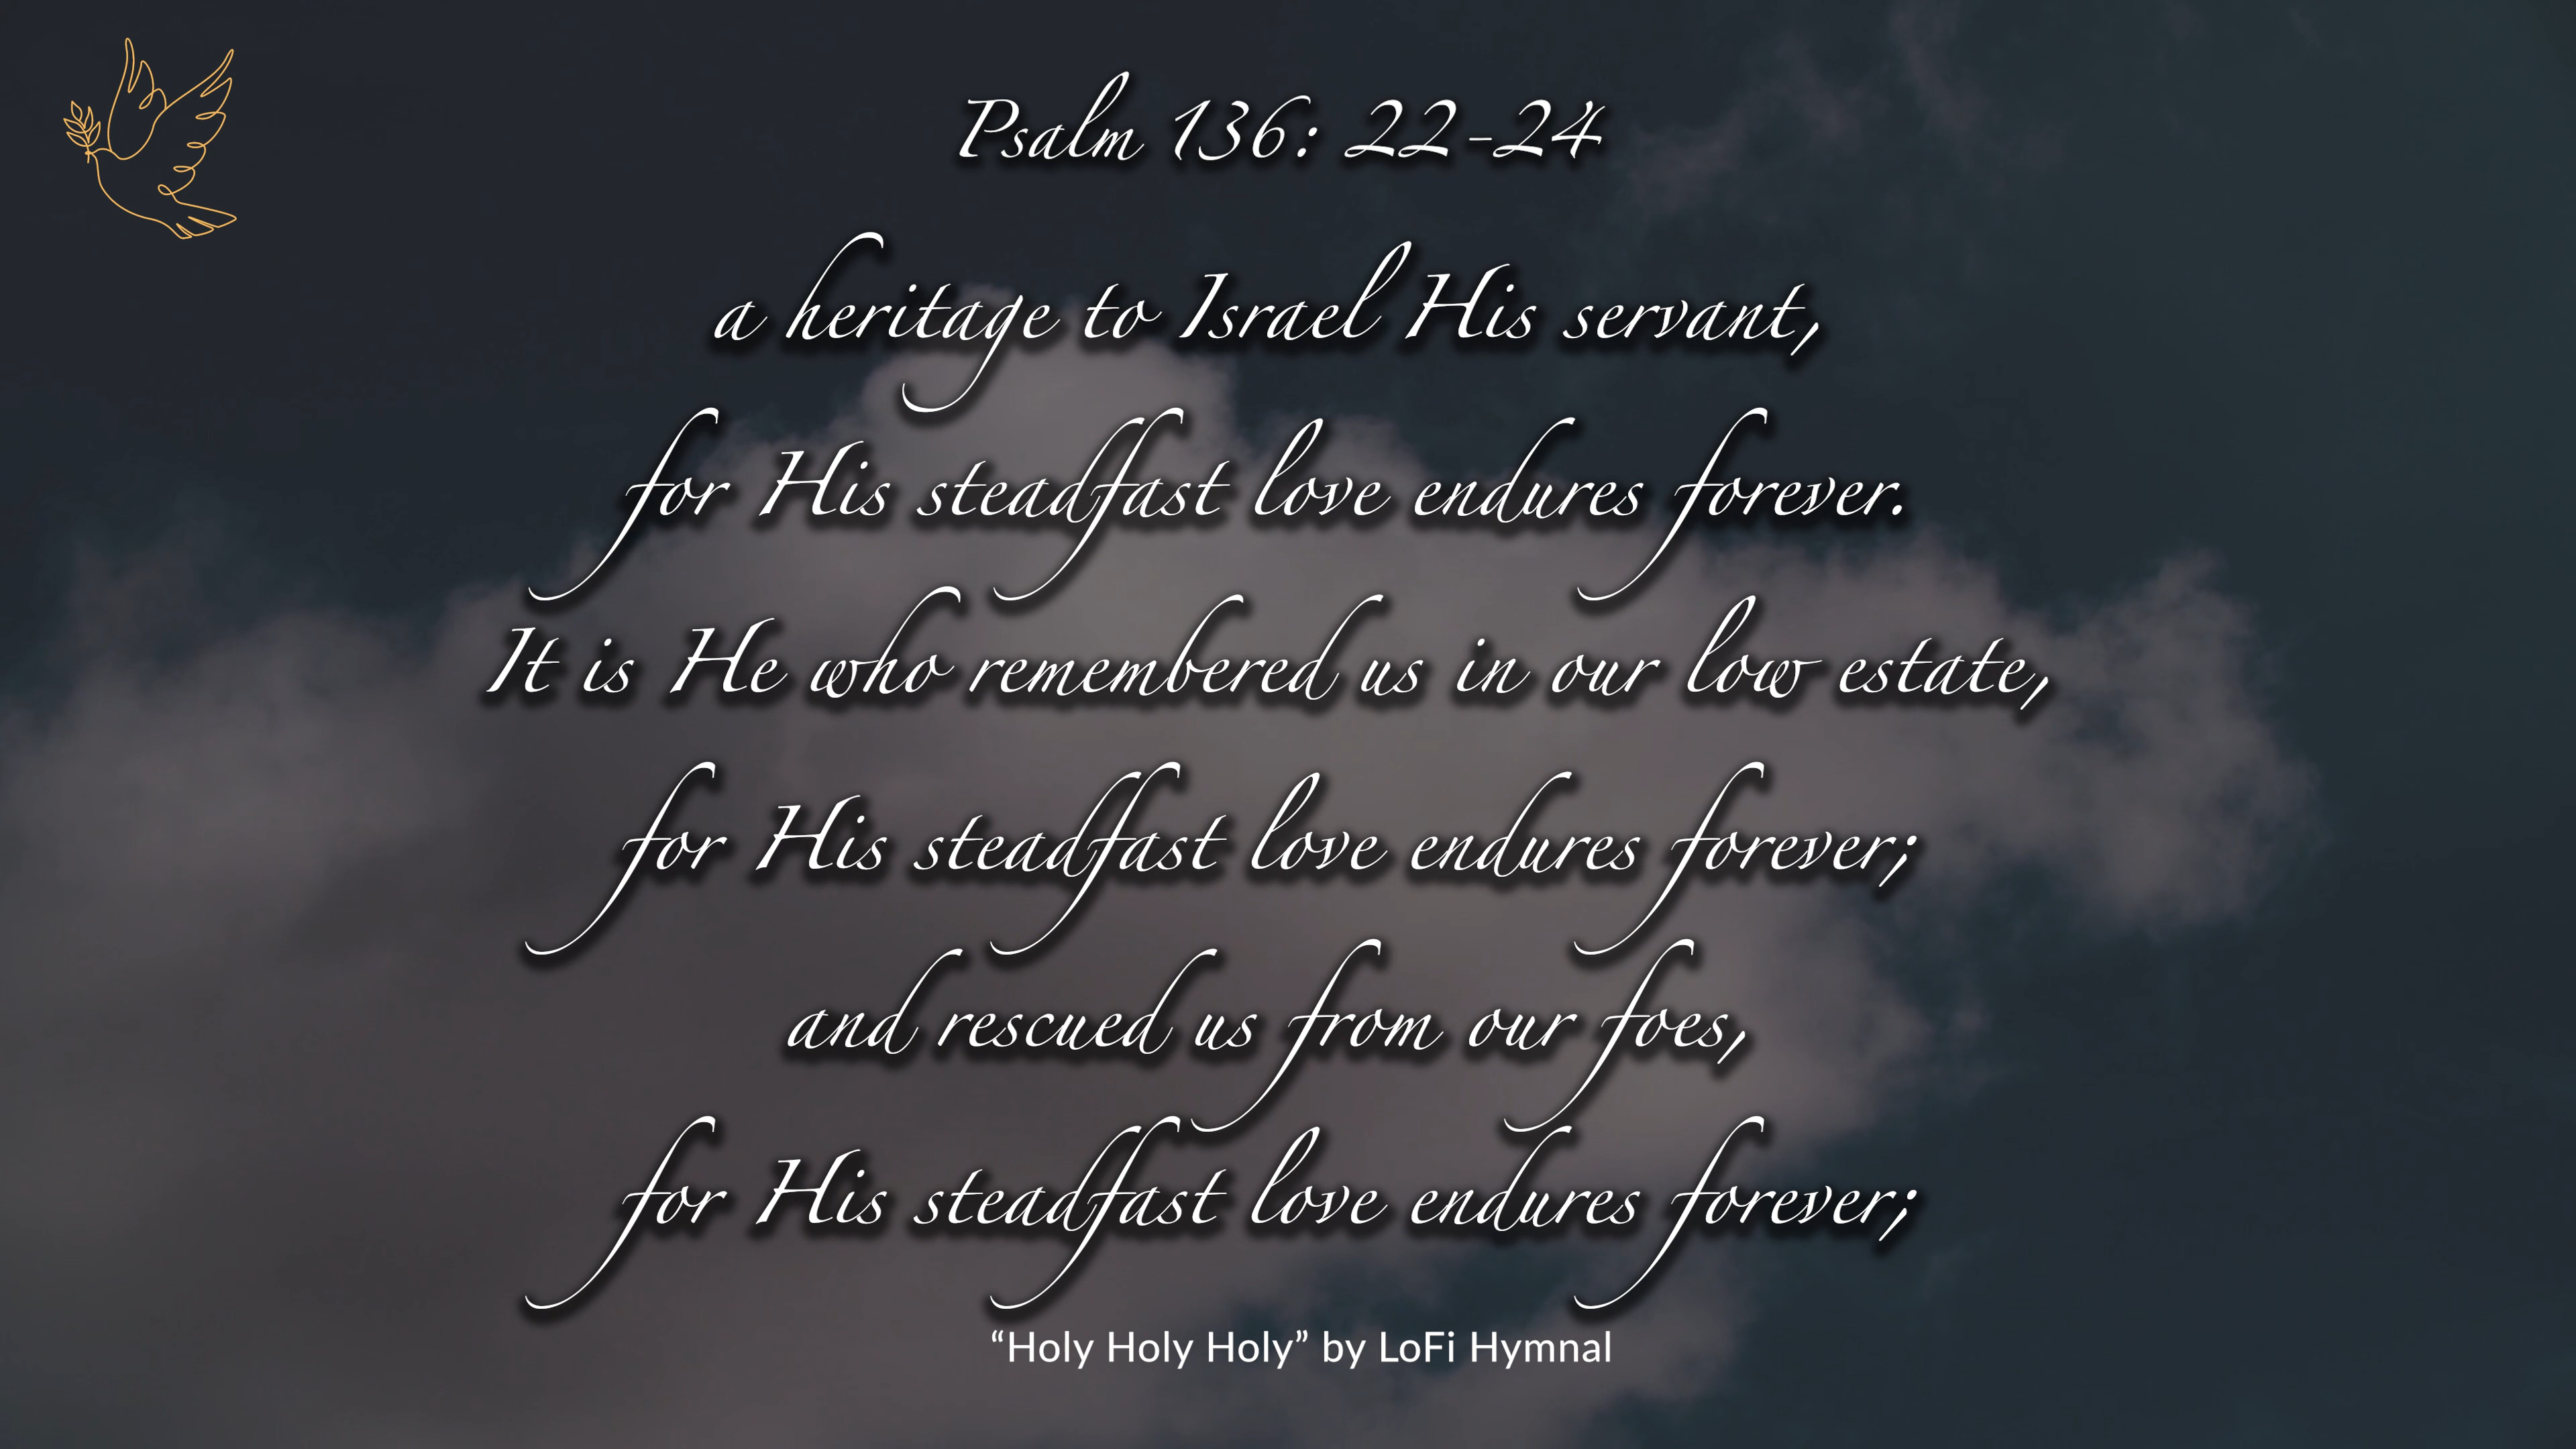 Psalm 136: 22-24
a heritage to Israel His servant,
for His steadfast love endures forever.
It is He who remembered us in our low estate,
for His steadfast love endures forever;
and rescued us from our foes,
for His steadfast love endures forever;
“Holy Holy Holy” by LoFi Hymnal